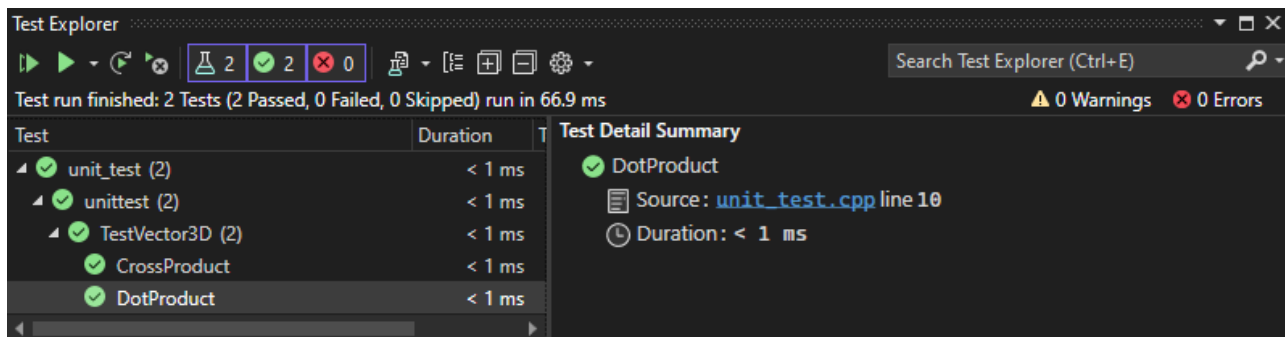 Test Explorer
2 2 0 Search Test Explorer (Ctrl+E)
Test run finished: 2 Tests (2 Passed, 0 Failed, 0 Skipped) run in 66.9 ms 0 Warnings 0 Errors
Test Duration T Test Detail Summary
unit_test (2) < 1 ms DotProduct
unittest (2) < 1 ms Source: unit_test.cpp line 10
TestVector3D (2) < 1 ms Duration: < 1 ms
CrossProduct < 1 ms
DotProduct < 1 ms